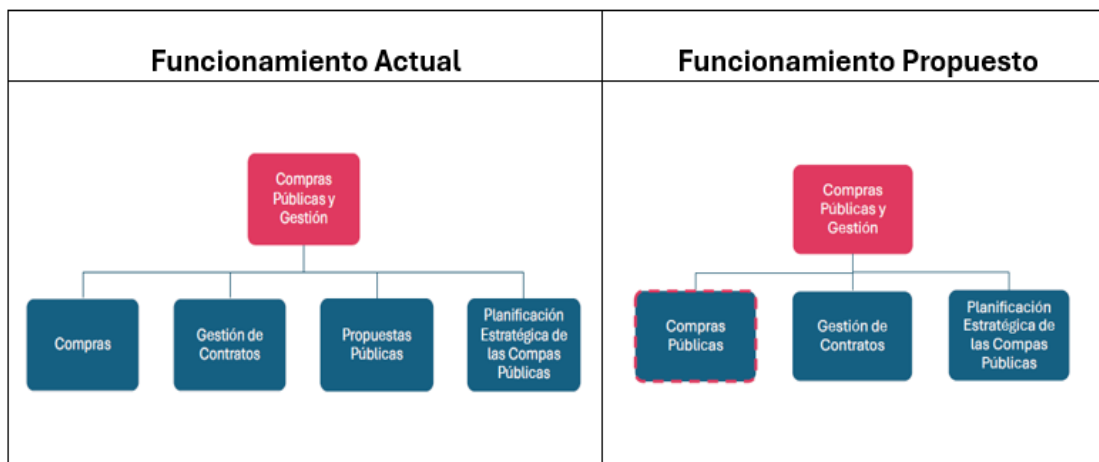 Funcionamiento Actual
Funcionamiento Propuesto
Compras
Públicas y
Gestión
Compras
Gestión de
Contratos
Propuestas
Públicas
Planificación
Estratégica de
las Compas
Públicas
Compras
Públicas y
Gestión
Compras
Públicas
Gestión de
Contratos
Planificación
Estratégica de
las Compas
Públicas